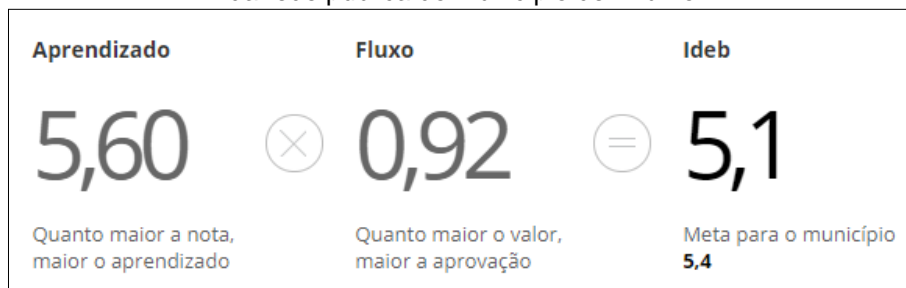 Aprendizado
5,60
Quanto maior a nota,
maior o aprendizado
×
Fluxo
0,92
Quanto maior o valor,
maior a aprovação
=
Ideb
5,1
Meta para o município
5,4